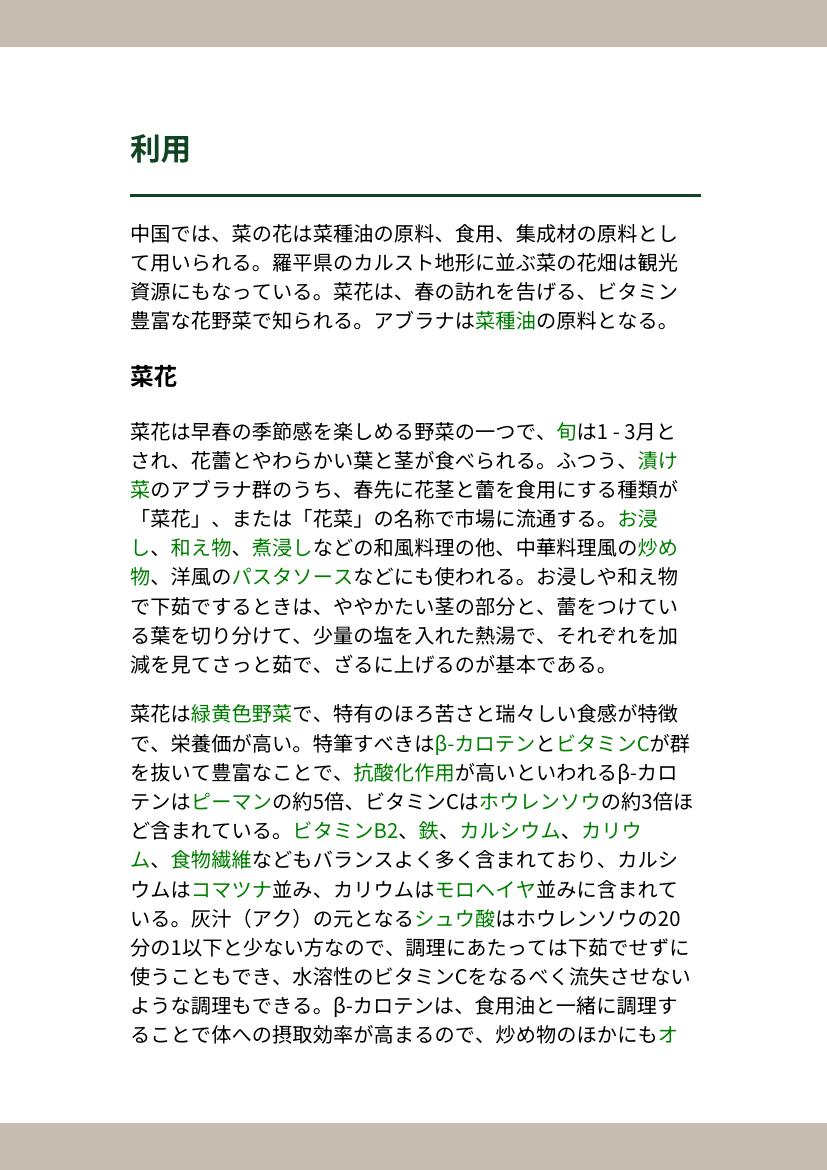 利用
中国では、菜の花は菜種油の原料、食用、集成材の原料とし
て用いられる。羅平県のカルスト地形に並ぶ菜の花畑は観光
資源にもなっている。菜花は、春の訪れを告げる、ビタミン
豊富な花野菜で知られる。アブラナは菜種油の原料となる。
菜花
菜花は早春の季節感を楽しめる野菜の一つで、旬は1 - 3月と
され、花蕾とやわらかい葉と茎が食べられる。ふつう、漬け
菜のアブラナ群のうち、春先に花茎と蕾を食用にする種類が
「菜花」、または「花菜」の名称で市場に流通する。お浸
し、和え物、煮浸しなどの和風料理の他、中華料理風の炒め
物、洋風のパスタソースなどにも使われる。お浸しや和え物
で下茹でするときは、ややかたい茎の部分と、蕾をつけてい
る葉を切り分けて、少量の塩を入れた熱湯で、それぞれを加
減を見てさっと茹で、ざるに上げるのが基本である。
菜花は緑黄色野菜で、特有のほろ苦さと瑞々しい食感が特徴
で、栄養価が高い。特筆すべきはβ-カロテンとビタミンCが群
を抜いて豊富なことで、抗酸化作用が高いといわれるβ-カロ
テンはピーマンの約5倍、ビタミンCはホウレンソウの約3倍ほ
ど含まれている。ビタミンB2、鉄、カルシウム、カリウ
ム、食物繊維などもバランスよく多く含まれており、カルシ
ウムはコマツナ並み、カリウムはモロヘイヤ並みに含まれて
いる。灰汁（アク）の元となるシュウ酸はホウレンソウの20
分の1以下と少ない方なので、調理にあたっては下茹でせずに
使うこともでき、水溶性のビタミンCをなるべく流失させない
ような調理もできる。β-カロテンは、食用油と一緒に調理す
ることで体への摂取効率が高まるので、炒め物のほかにもオ